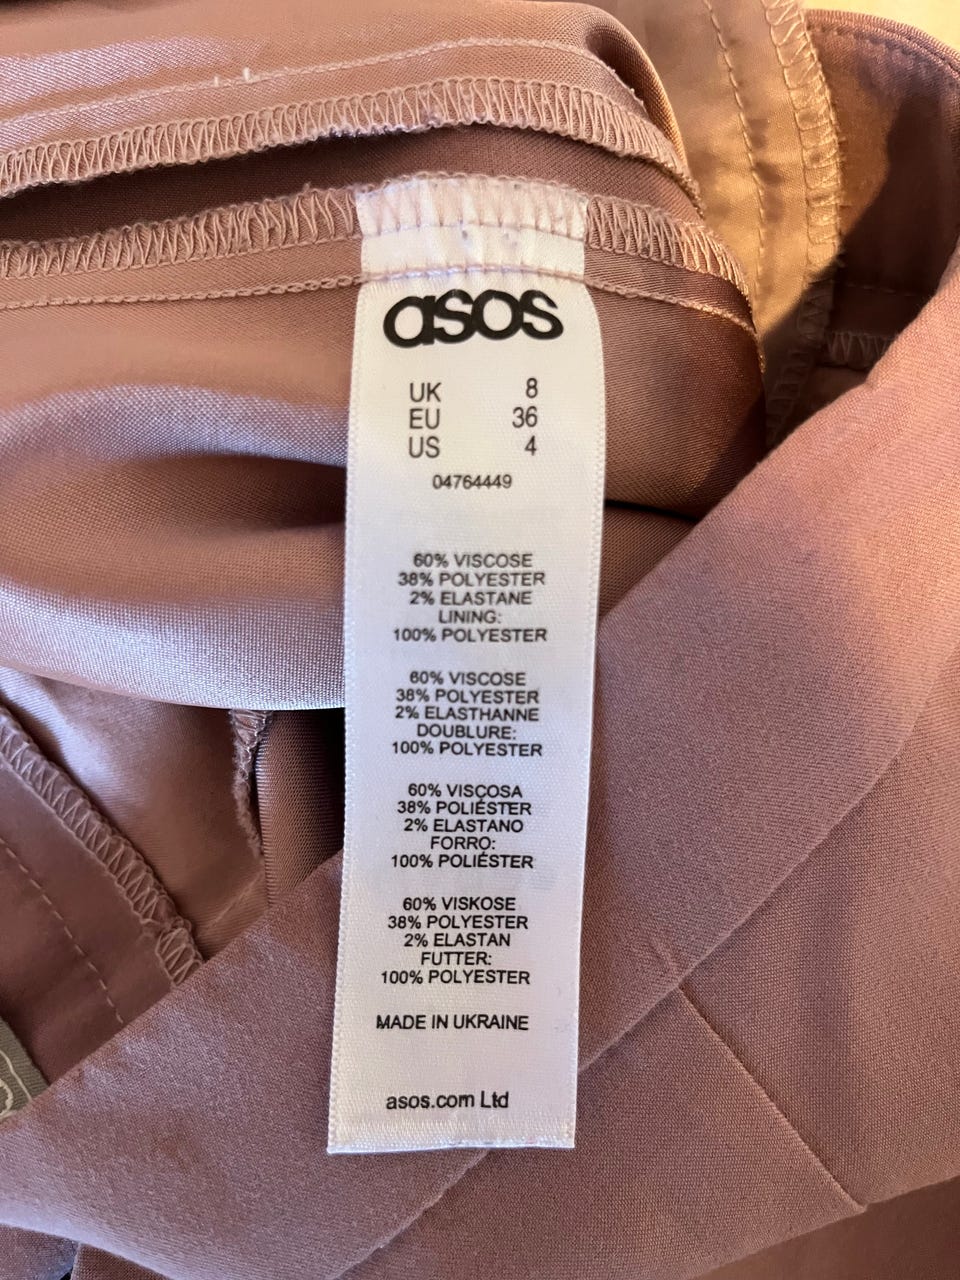 asos
UK 8
EU 36
US 4
04764449
60% VISCOSE
38% POLYESTER
2% ELASTANE
LINING:
100% POLYESTER
60% VISCOSE
38% POLYESTER
2% ELASTHANNE
DOUBLURE:
100% POLYESTER
60% VISCOSA
38% POLIÉSTER
2% ELASTANO
FORRO:
100% POLIÉSTER
60% VISKOSE
38% POLYESTER
2% ELASTAN
FUTTER:
100% POLYESTER
MADE IN UKRAINE
asos.com Ltd